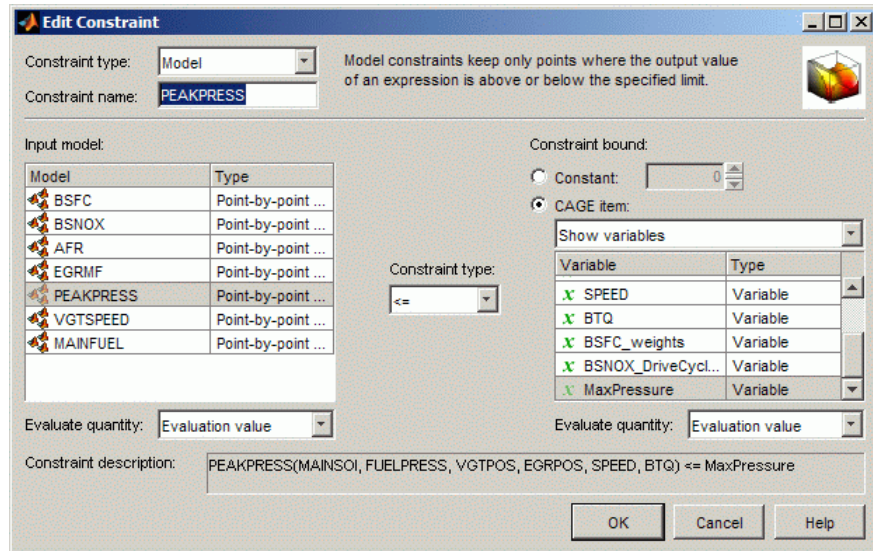 Edit Constraint
Constraint type: Model
Model constraints keep only points where the output value
of an expression is above or below the specified limit.
Constraint name: PEAKPRESS
Input model:
Model Type
BSFC Point-by-point ...
BSNOX Point-by-point ...
AFR Point-by-point ...
EGRMF Point-by-point ...
PEAKPRESS Point-by-point ...
VGTSPEED Point-by-point ...
MAINFUEL Point-by-point ...
Evaluate quantity: Evaluation value
Constraint type:
<=
Constraint bound:
Constant: 0
CAGE item:
Show variables
Variable Type
x SPEED Variable
x BTQ Variable
x BSFC_weights Variable
x BSNOX_DriveCycl... Variable
x MaxPressure Variable
Evaluate quantity: Evaluation value
Constraint description: PEAKPRESS(MAINSOI, FUELPRESS, VGTPOS, EGRPOS, SPEED, BTQ) <= MaxPressure
OK Cancel Help